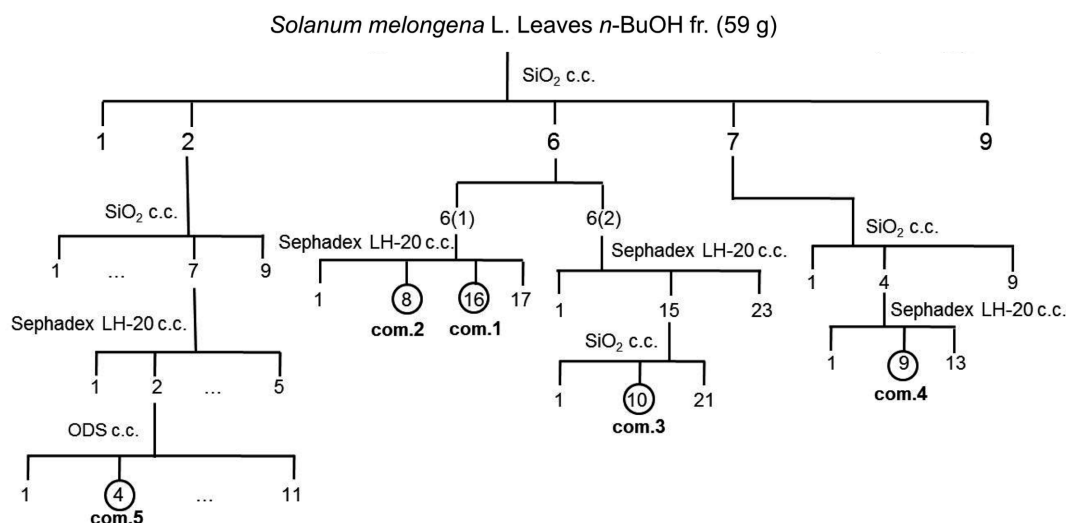 Solanum melongena L. Leaves n-BuOH fr. (59 g)
SiO₂ c.c.
1 2 6 7 9
SiO₂ c.c.
1 ... 7 9
Sephadex LH-20 c.c.
1 2 ... 5
ODS c.c.
1 4 ... 11
com.5
6(1) 6(2)
Sephadex LH-20 c.c.
1 8 16 17
com.2 com.1
Sephadex LH-20 c.c.
1 15 23
SiO₂ c.c.
1 10 21
com.3
SiO₂ c.c.
1 4 9
Sephadex LH-20 c.c.
1 9 13
com.4